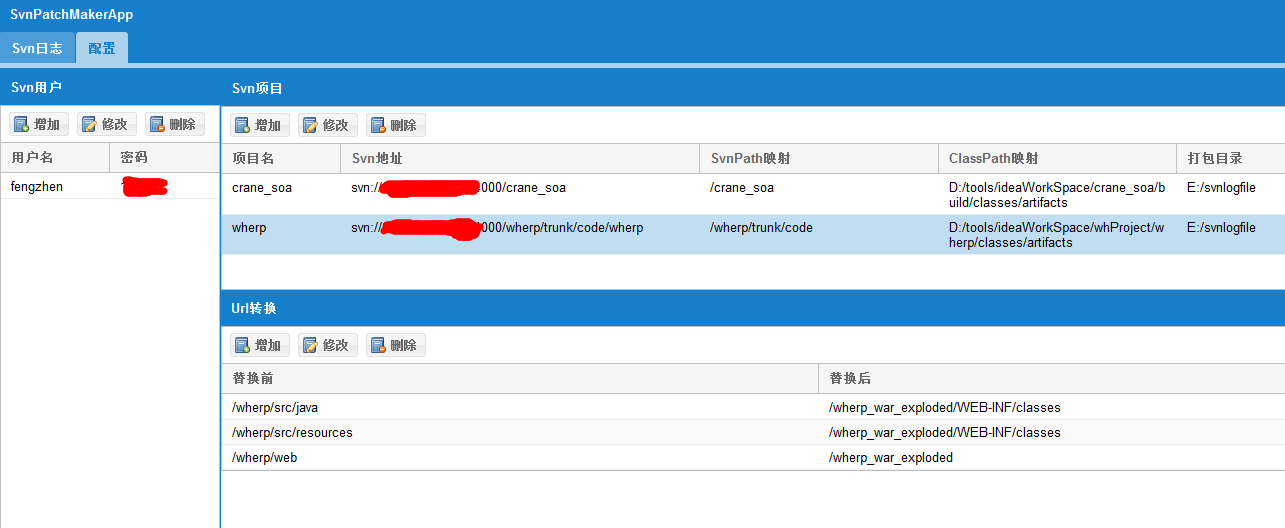 SvnPatchMakerApp
Svn日志 配置
Svn用户
增加 修改 删除
用户名 密码
fengzhen
Svn项目
增加 修改 删除
项目名 Svn地址 SvnPath映射 ClassPath映射 打包目录
crane_soa svn:// 000/crane_soa /crane_soa D:/tools/ideaWorkSpace/crane_soa/b E:/svnlogfile
uild/classes/artifacts
wherp svn:// 000/wherp/trunk/code/wherp /wherp/trunk/code D:/tools/ideaWorkSpace/whProject/w E:/svnlogfile
herp/classes/artifacts
Url转换
增加 修改 删除
替换前 替换后
/wherp/src/java /wherp_war_exploded/WEB-INF/classes
/wherp/src/resources /wherp_war_exploded/WEB-INF/classes
/wherp/web /wherp_war_exploded